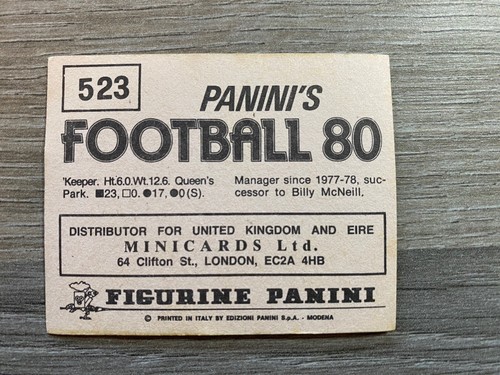 523
PANINI'S
FOOTBALL 80
'Keeper. Ht.6.0.Wt.12.6. Queen's
Park. ■23, □0. ●17, ●0 (S).
Manager since 1977-78, suc-
cessor to Billy McNeill.
DISTRIBUTOR FOR UNITED KINGDOM AND EIRE
MINICARDS Ltd.
64 Clifton St., LONDON, EC2A 4HB
FIGURINE PANINI
© PRINTED IN ITALY BY EDIZIONI PANINI S.p.A. - MODENA